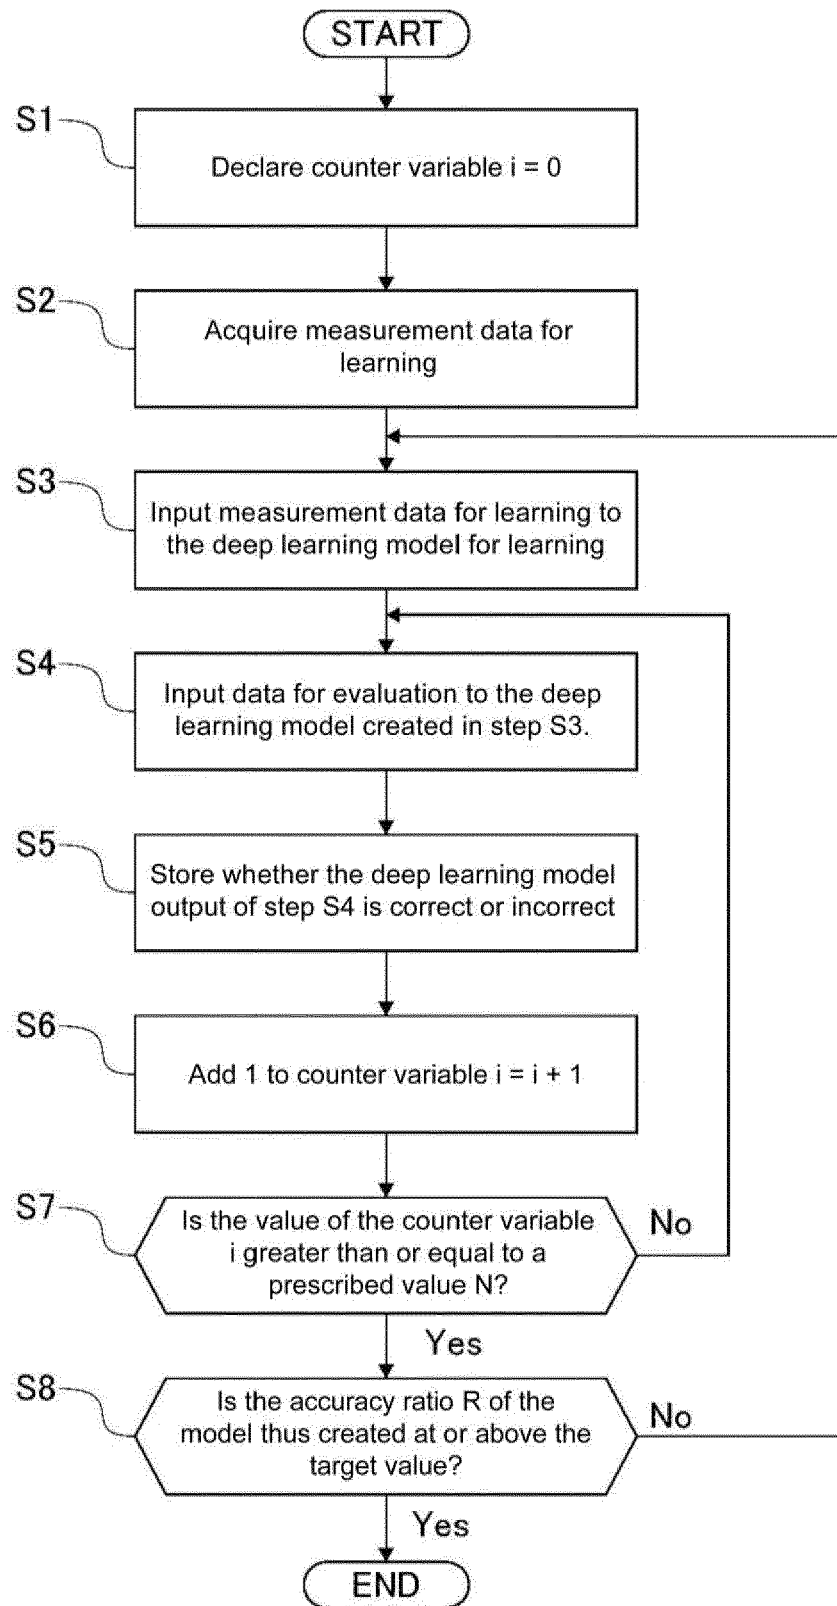 START
S1
Declare counter variable i = 0
S2
Acquire measurement data for
learning
S3
Input measurement data for learning to
the deep learning model for learning
S4
Input data for evaluation to the deep
learning model created in step S3.
S5
Store whether the deep learning model
output of step S4 is correct or incorrect
S6
Add 1 to counter variable i = i + 1
S7
Is the value of the counter variable
i greater than or equal to a
prescribed value N?
No
Yes
S8
Is the accuracy ratio R of the
model thus created at or above the
target value?
No
Yes
END